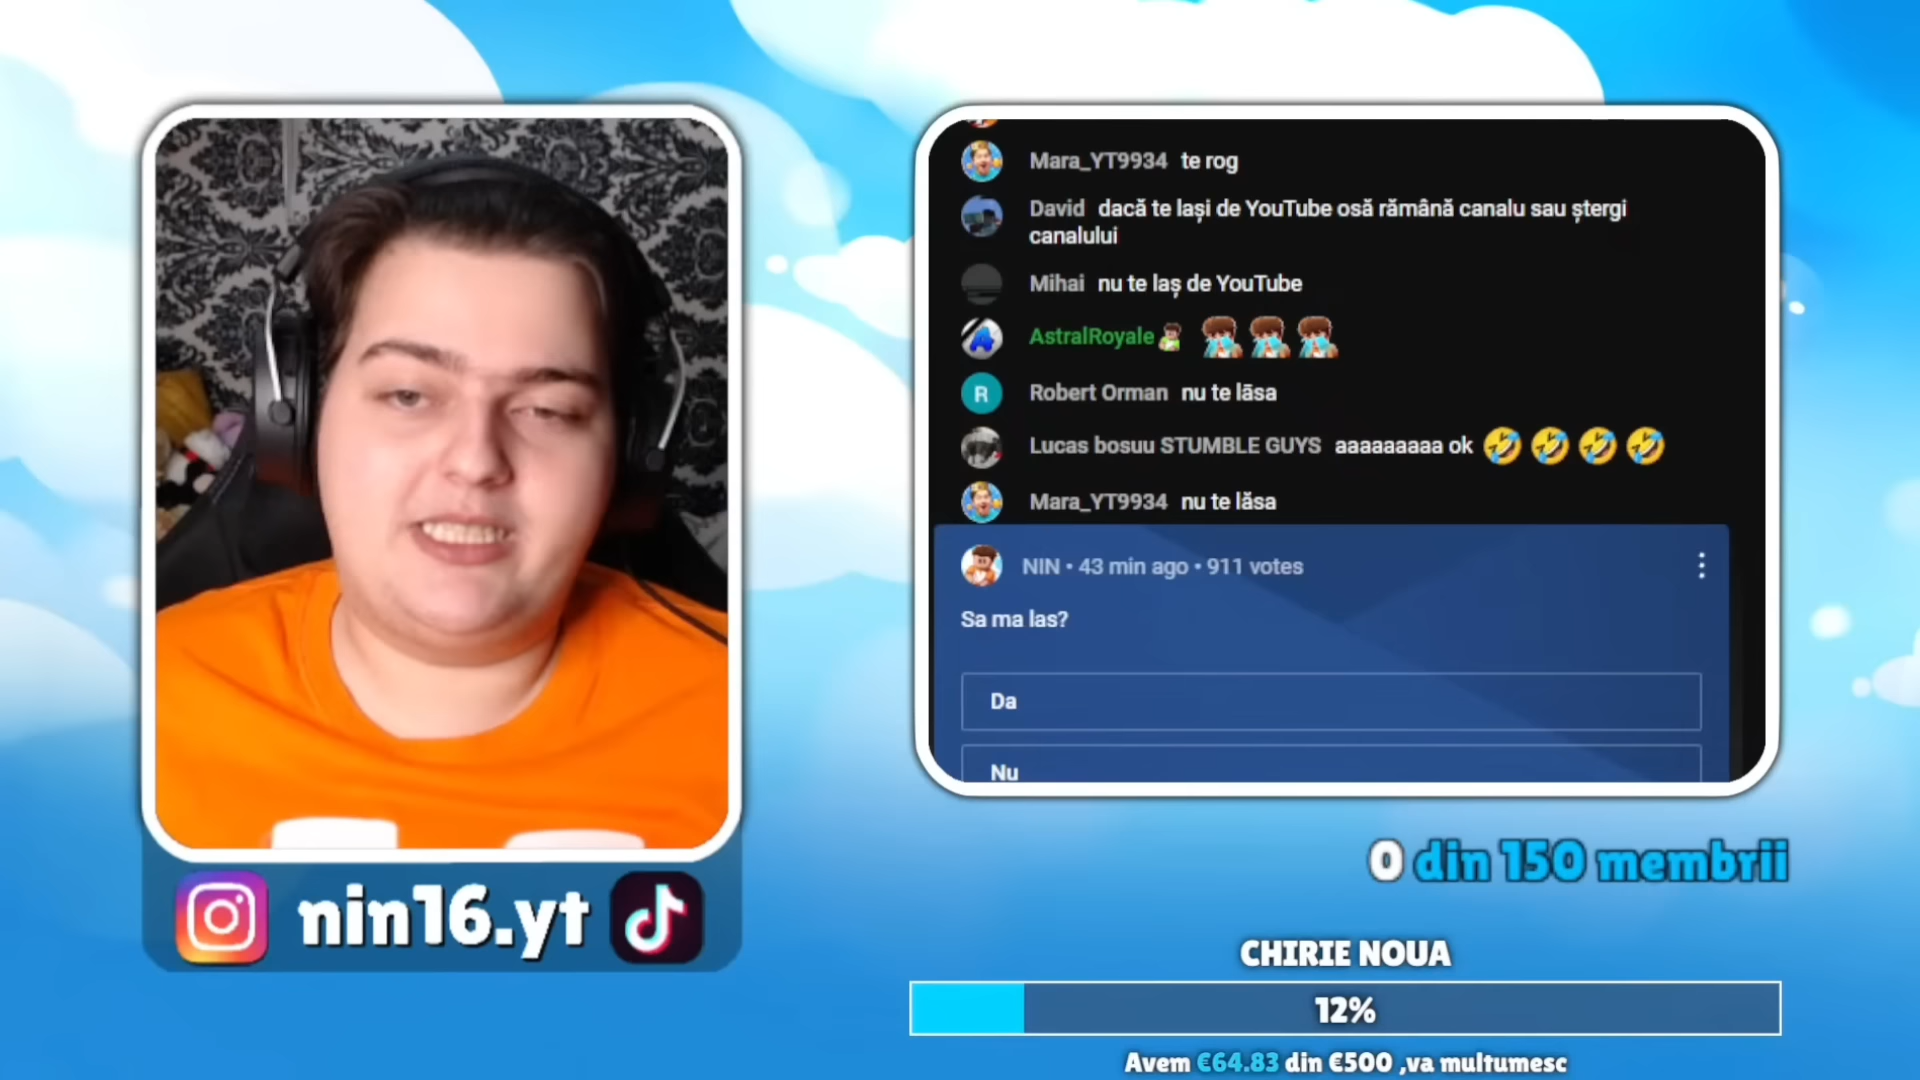 Mara_YT9934 te rog
David dacă te lași de YouTube osă rămână canalu sau ștergi
canalului
Mihai nu te laș de YouTube
AstralRoyale
R Robert Orman nu te lãsa
Lucas bosuu STUMBLE GUYS aaaaaaaaa ok
Mara_YT9934 nu te lăsa
NIN • 43 min ago • 911 votes
Sa ma las?
Da
Nu
nin16.yt
0 din 150 membrii
CHIRIE NOUA
12%
Avem €64.83 din €500 ,va multumesc